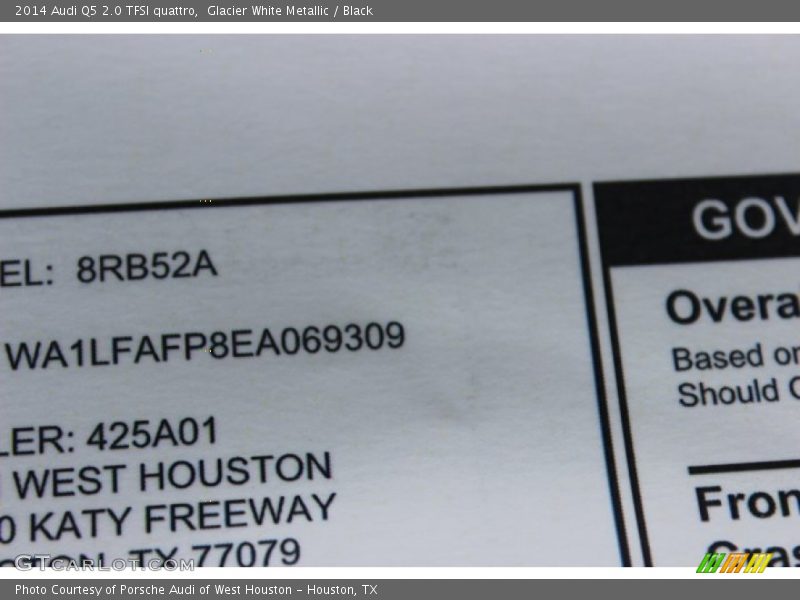 2014 Audi Q5 2.0 TFSI quattro,  Glacier White Metallic / Black
GOV
EL: 8RB52A
Overa
WA1LFAFP8EA069309
Based on
Should C
LER: 425A01
WEST HOUSTON
0 KATY FREEWAY
Fron
TX 77079
Cras
GTCarLot.com
Photo Courtesy of Porsche Audi of West Houston – Houston, TX